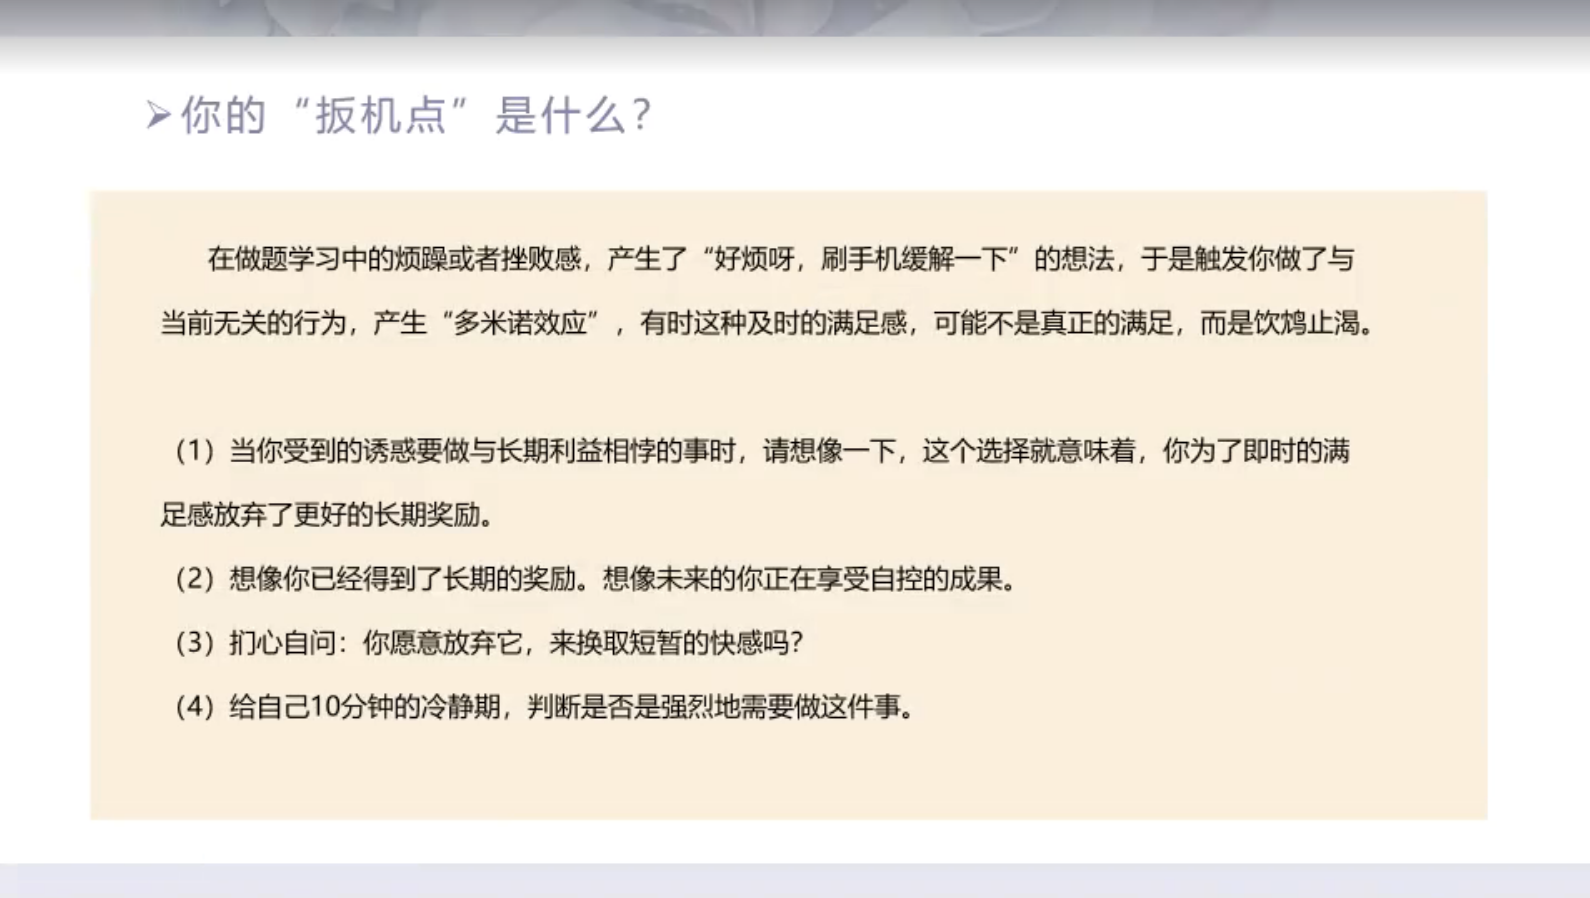 ➢你的“扳机点”是什么？
在做题学习中的烦躁或者挫败感，产生了“好烦呀，刷手机缓解一下”的想法，于是触发你做了与
当前无关的行为，产生“多米诺效应”，有时这种及时的满足感，可能不是真正的满足，而是饮鸩止渴。
（1）当你受到的诱惑要做与长期利益相悖的事时，请想像一下，这个选择就意味着，你为了即时的满
足感放弃了更好的长期奖励。
（2）想像你已经得到了长期的奖励。想像未来的你正在享受自控的成果。
（3）扪心自问：你愿意放弃它，来换取短暂的快感吗？
（4）给自己10分钟的冷静期，判断是否是强烈地需要做这件事。